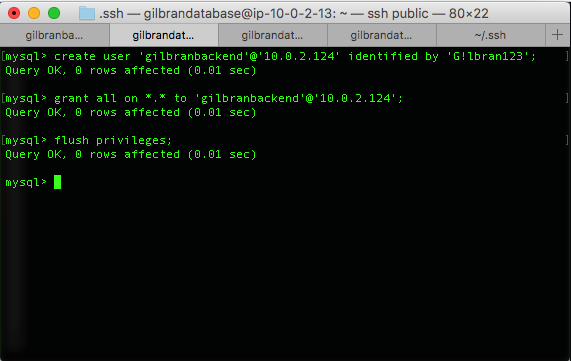 .ssh — gilbrandatabase@ip-10-0-2-13: ~ — ssh public — 80×22
gilbranba... gilbrandat... gilbrandat... gilbrandat... ~/.ssh +
[mysql> create user 'gilbranbackend'@'10.0.2.124' identified by 'G!lbran123'; ]
Query OK, 0 rows affected (0.01 sec)
[mysql> grant all on *.* to 'gilbranbackend'@'10.0.2.124'; ]
Query OK, 0 rows affected (0.01 sec)
[mysql> flush privileges; ]
Query OK, 0 rows affected (0.01 sec)
mysql>